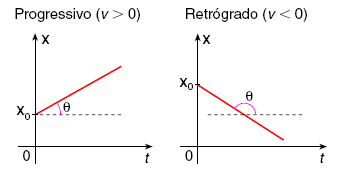 Progressivo (v > 0)
x
θ
x₀
0
t
Retrógrado (v < 0)
x
x₀
θ
0
t